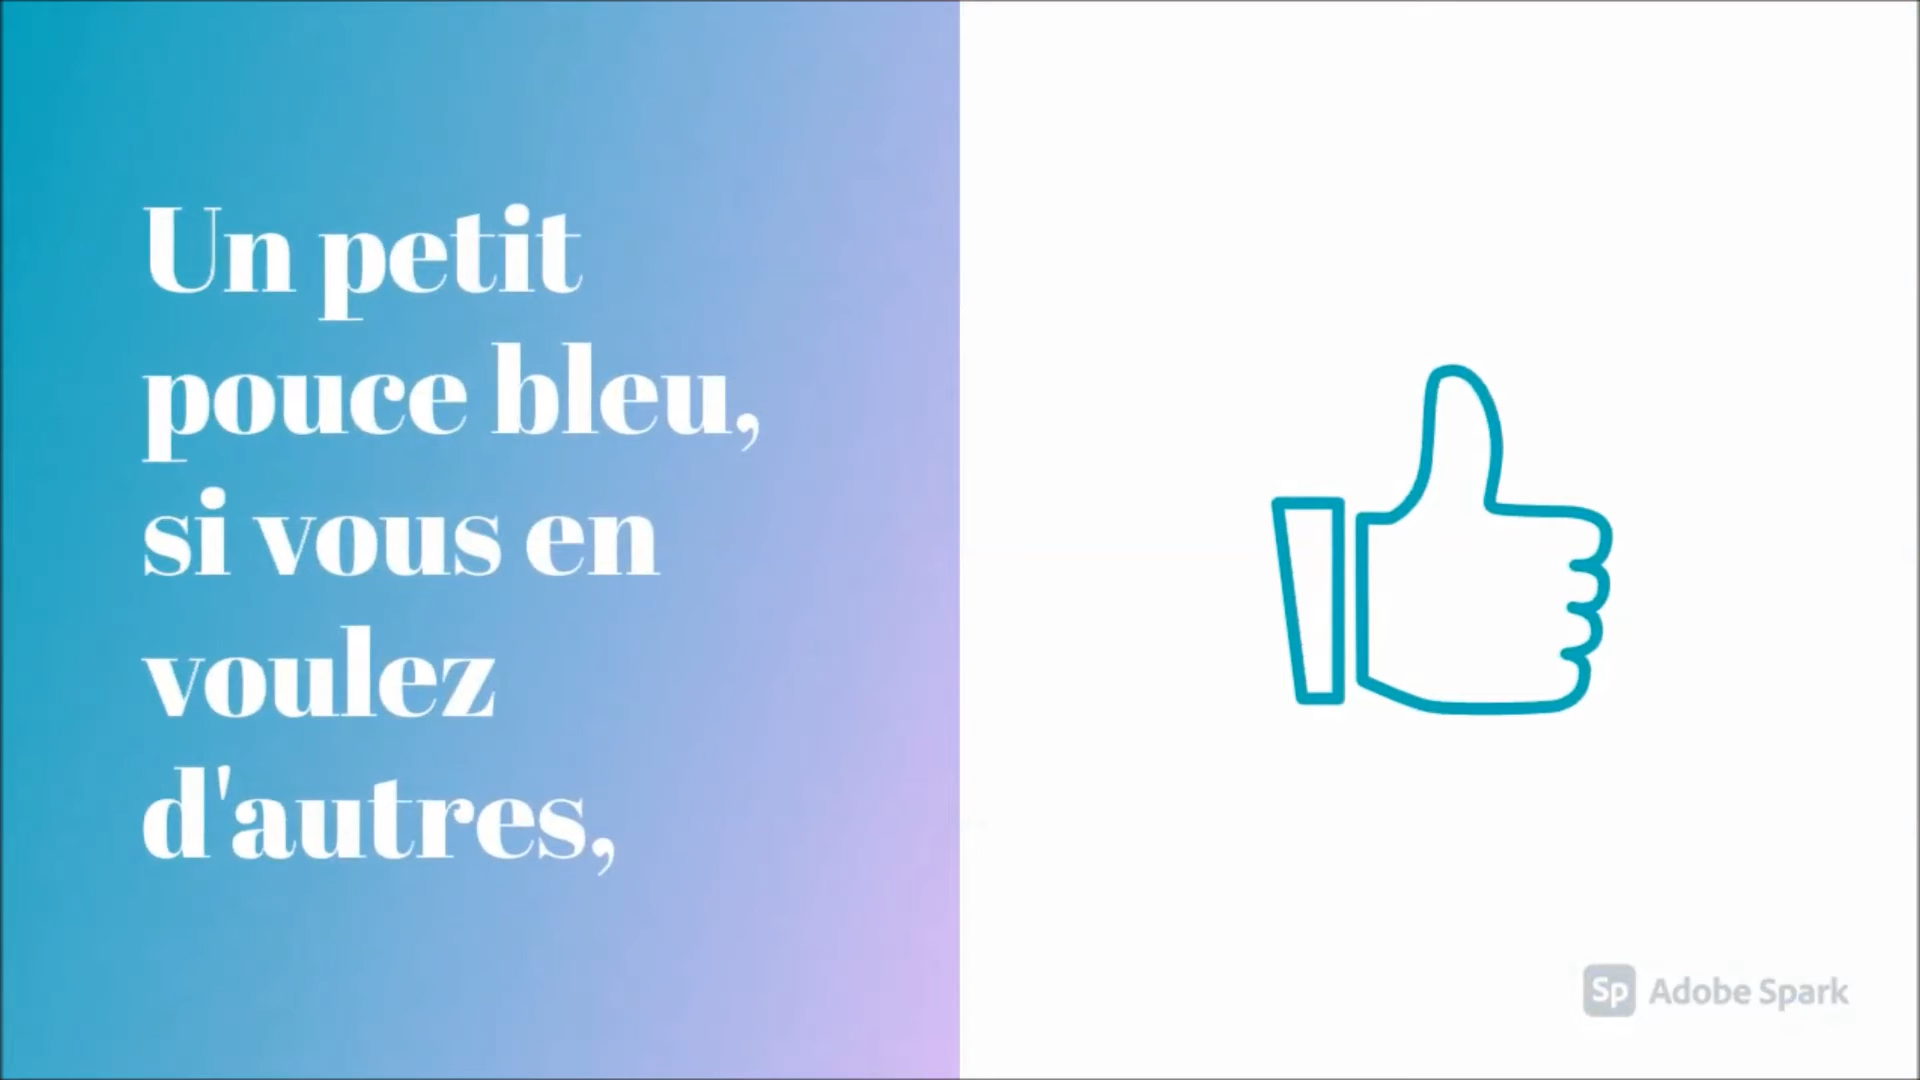 Un petit
pouce bleu,
si vous en
voulez
d'autres,
Sp Adobe Spark